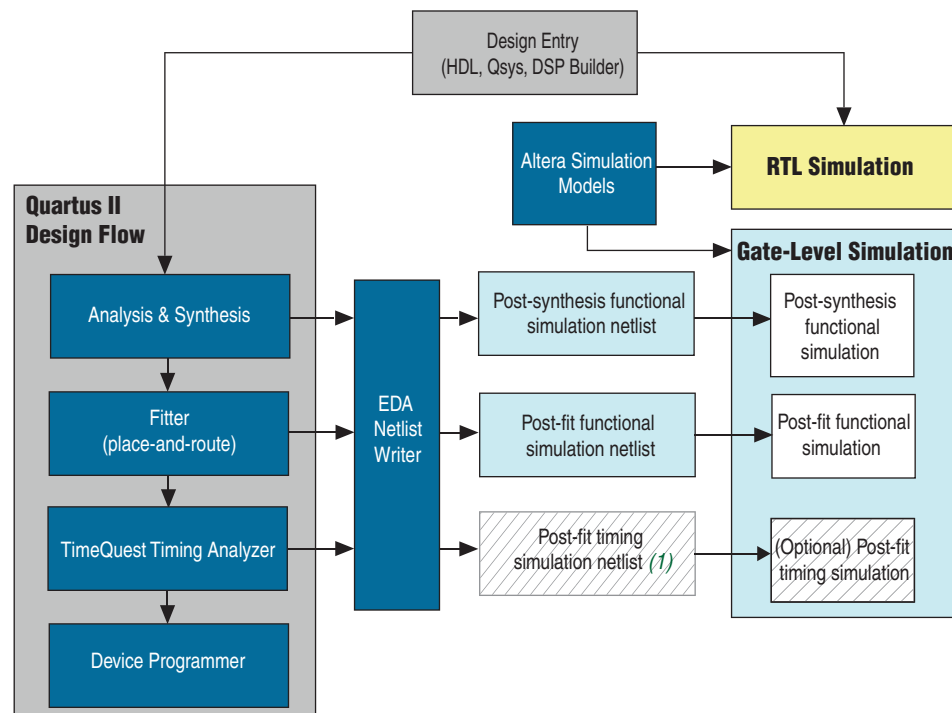 Design Entry
(HDL, Qsys, DSP Builder)
Altera Simulation
Models
RTL Simulation
Quartus II
Design Flow
Gate-Level Simulation
Analysis & Synthesis
Post-synthesis functional
simulation netlist
Post-synthesis
functional
simulation
Fitter
(place-and-route)
EDA
Netlist
Writer
Post-fit functional
simulation netlist
Post-fit functional
simulation
TimeQuest Timing Analyzer
Post-fit timing
simulation netlist (1)
(Optional) Post-fit
timing simulation
Device Programmer